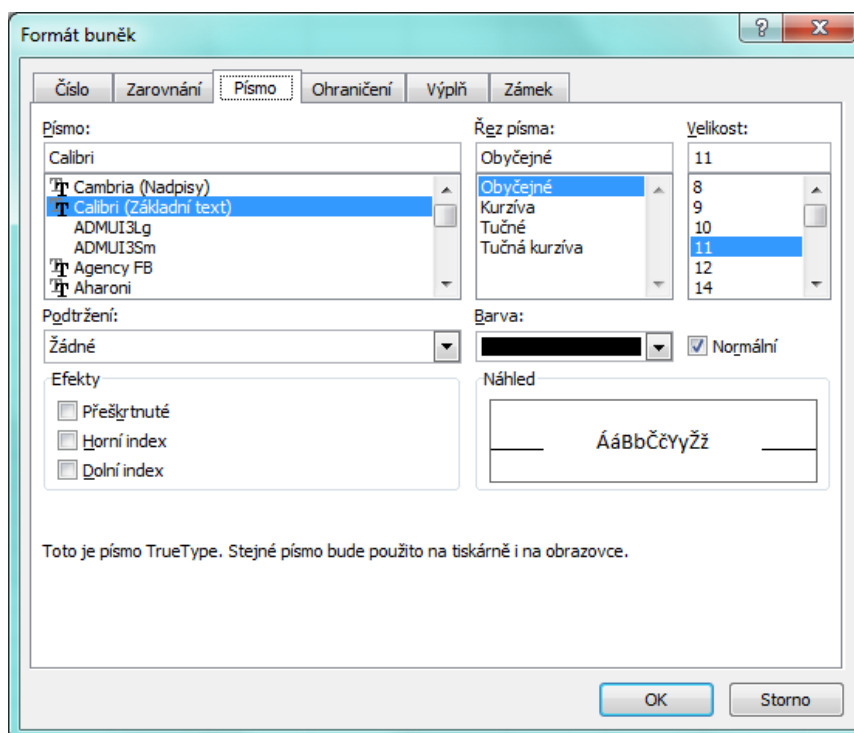 Formát buněk
Číslo Zarovnání Písmo Ohraničení Výplň Zámek
Písmo: Řez písma: Velikost:
Calibri Obyčejné 11
Cambria (Nadpisy) Obyčejné 8
Calibri (Základní text) Kurzíva 9
ADMUI3Lg Tučné 10
ADMUI3Sm Tučná kurzíva 11
Agency FB 12
Aharoni 14
Podtržení: Barva:
Žádné Normální
Efekty Náhled
Přeškrtnuté
Horní index ÁáBbČčYyŽž
Dolní index
Toto je písmo TrueType. Stejné písmo bude použito na tiskárně i na obrazovce.
OK Storno